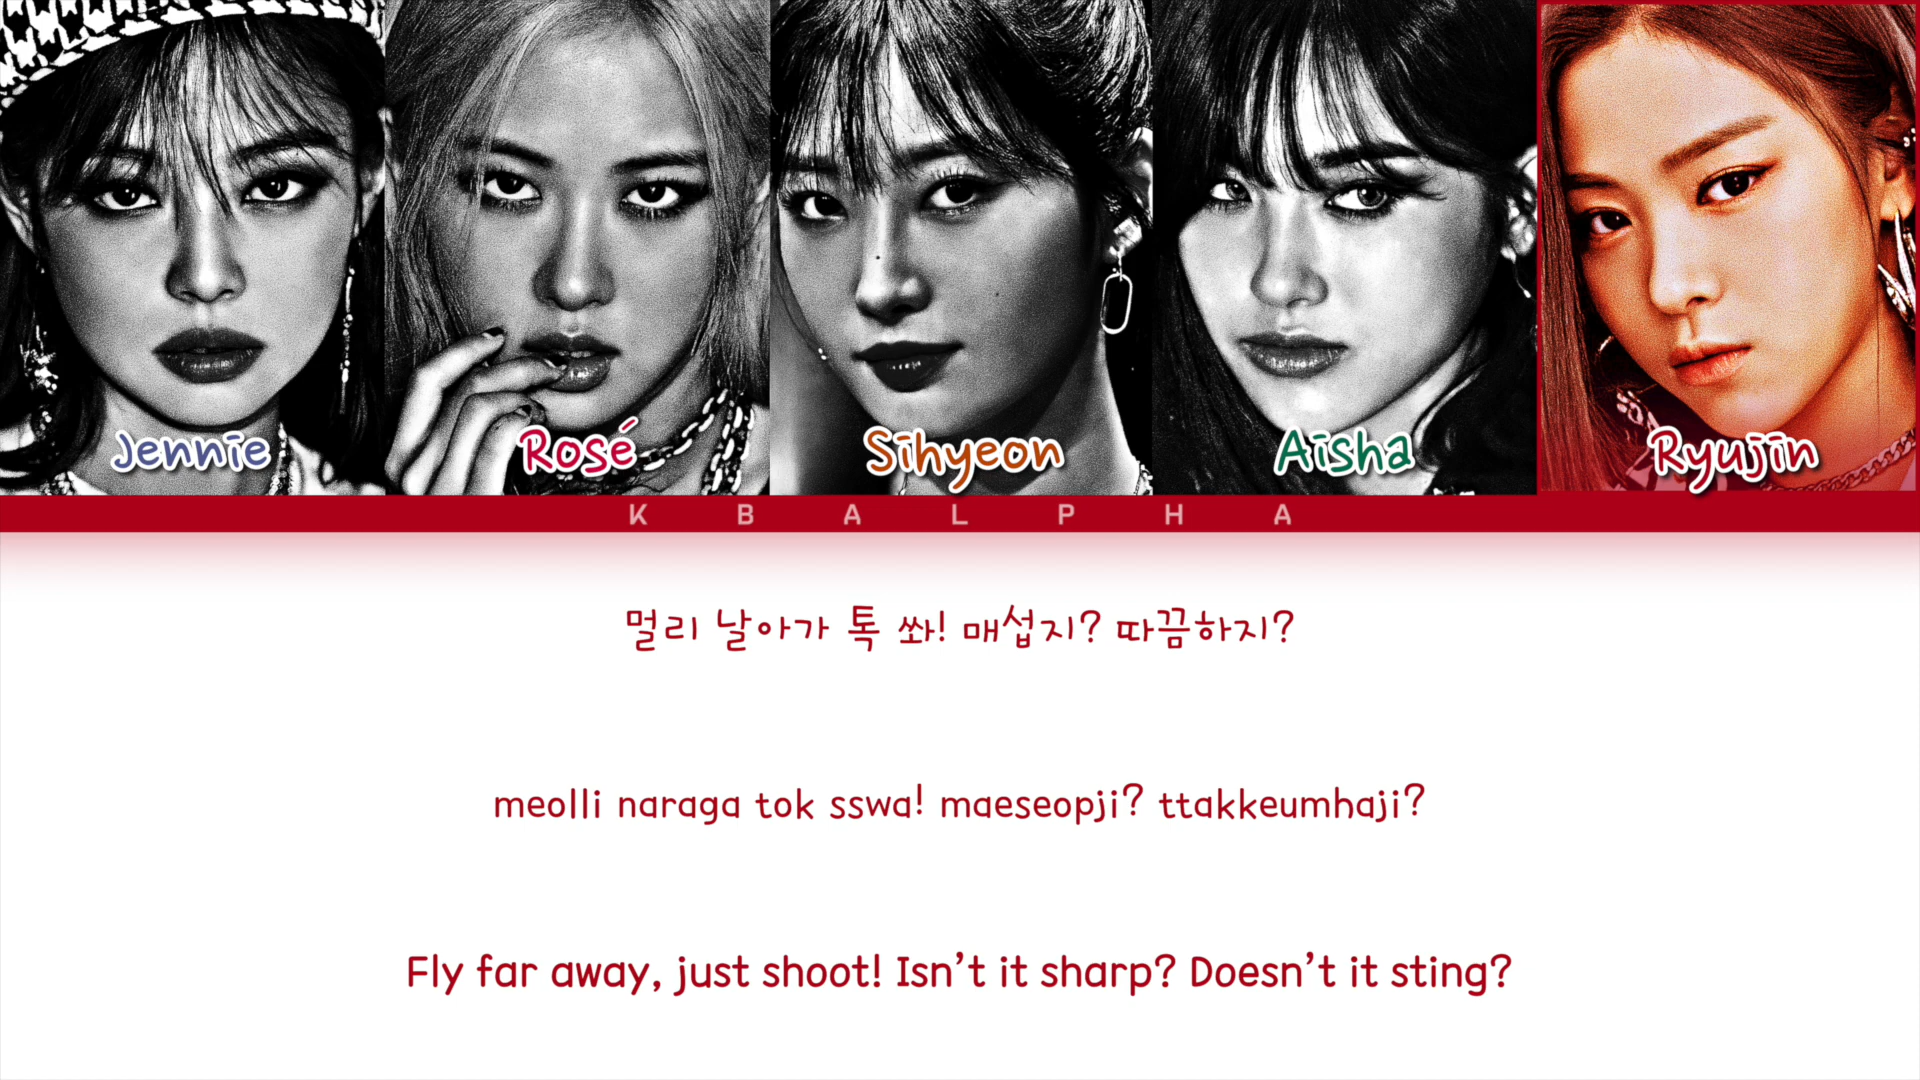 Jennie Rosé Sihyeon Aisha Ryujin
KBALPHA
멀리 날아가 톡 쏴! 매섭지? 따끔하지?
meolli naraga tok sswa! maeseopji? ttakkeumhaji?
Fly far away, just shoot! Isn’t it sharp? Doesn’t it sting?